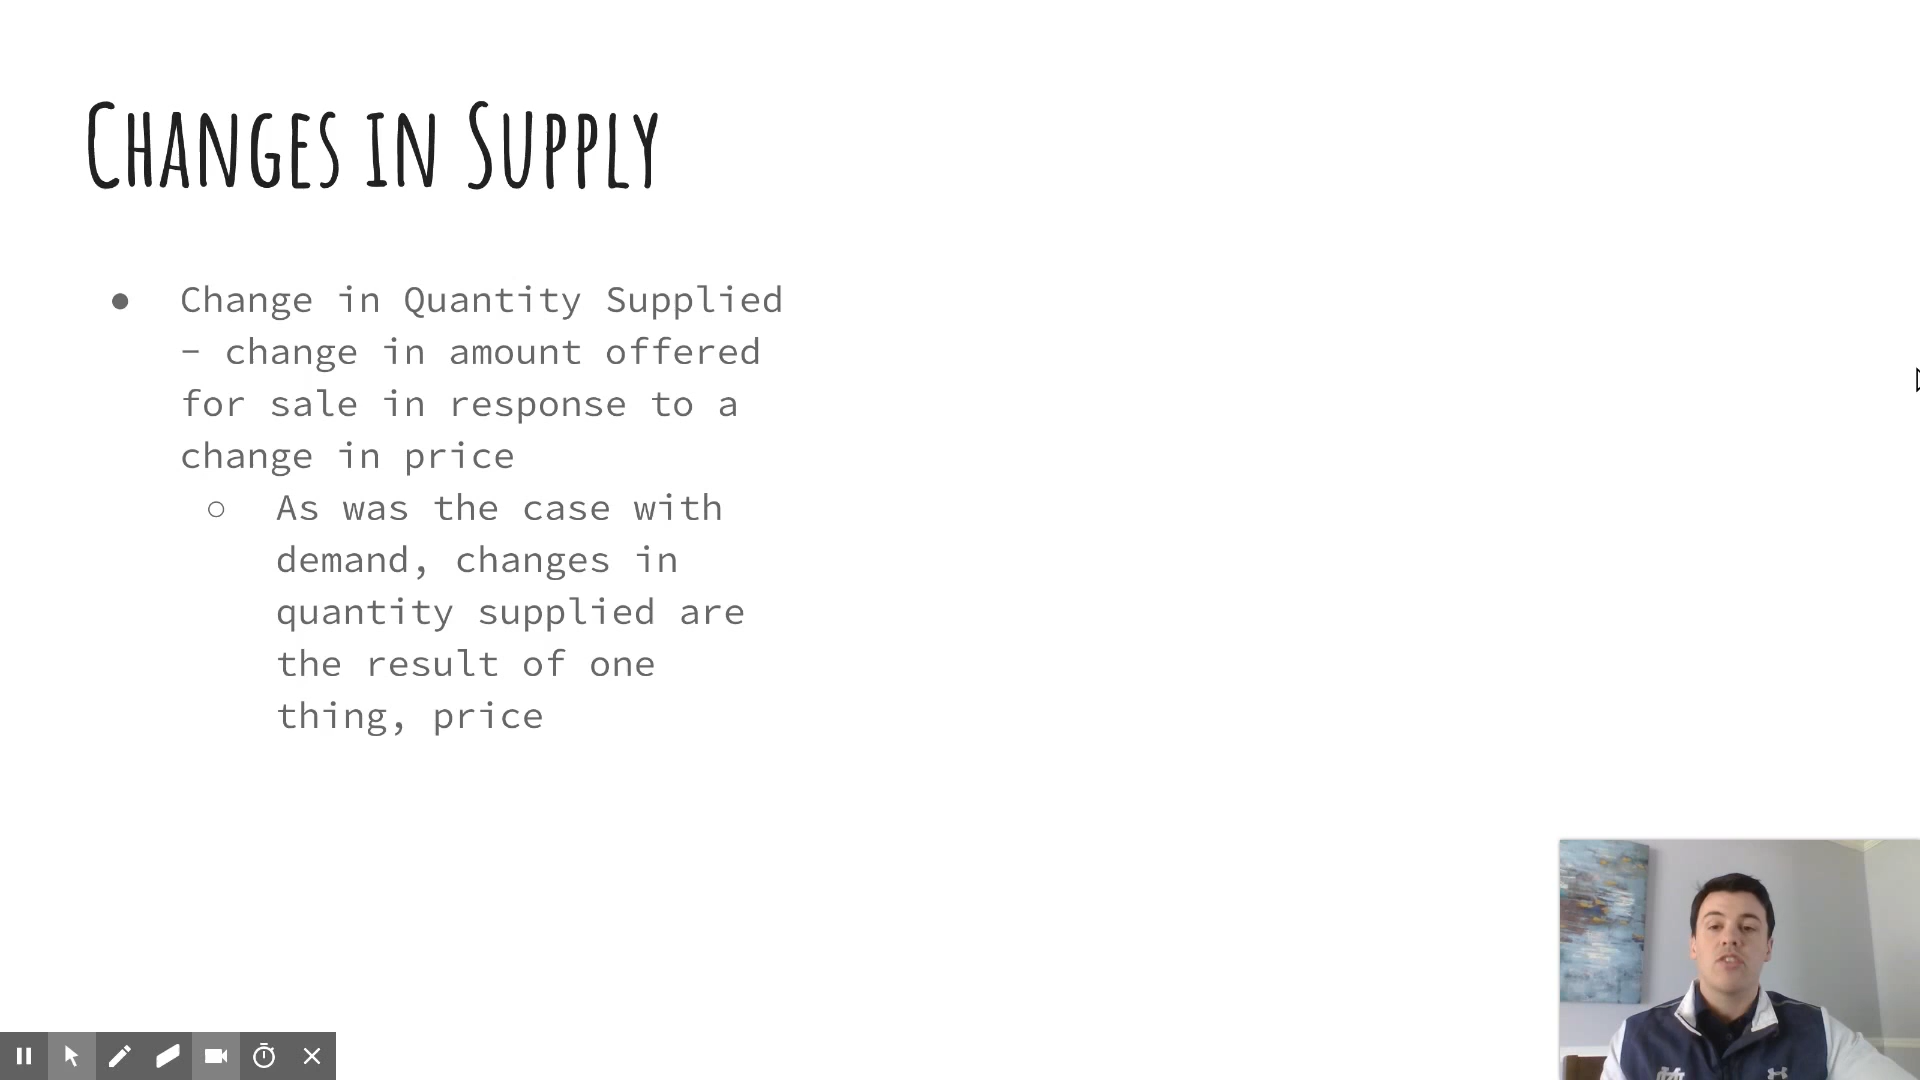 Changes in Supply
● Change in Quantity Supplied
– change in amount offered
for sale in response to a
change in price
○ As was the case with
demand, changes in
quantity supplied are
the result of one
thing, price